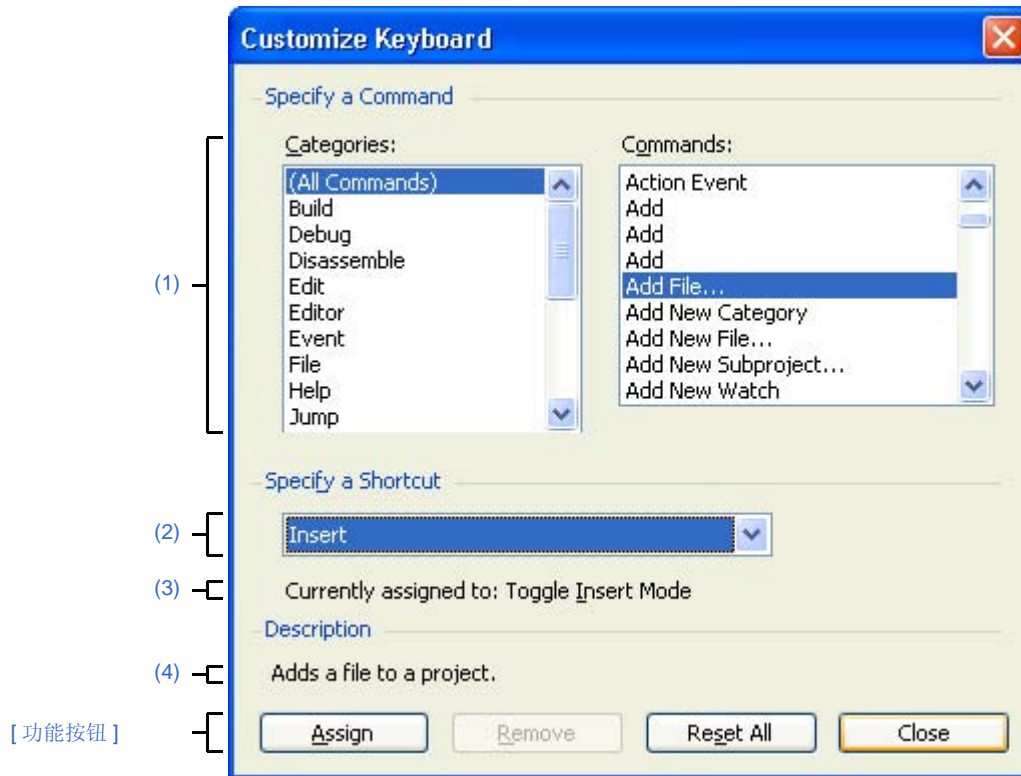 Customize Keyboard
Specify a Command
(1)
Categories:
(All Commands)
Build
Debug
Disassemble
Edit
Editor
Event
File
Help
Jump
Commands:
Action Event
Add
Add
Add
Add File...
Add New Category
Add New File...
Add New Subproject...
Add New Watch
Specify a Shortcut
(2)
Insert
(3)
Currently assigned to: Toggle Insert Mode
Description
(4)
Adds a file to a project.
[ 功能按钮 ]
Assign
Remove
Reset All
Close